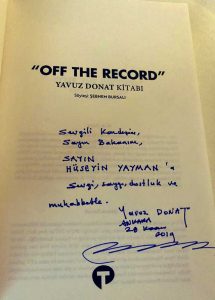 “OFF THE RECORD”
YAVUZ DONAT KİTABI
Söyleşi: ŞEBNEM BURSALI
Sevgili Kardeşim,
Sayın Bakanım,
SAYIN
HÜSEYİN YAYMAN'a
Sevgi, saygı, dostluk ve
muhabbetle.
Yavuz DONAT
ANKARA
28 Kasım
2019
T